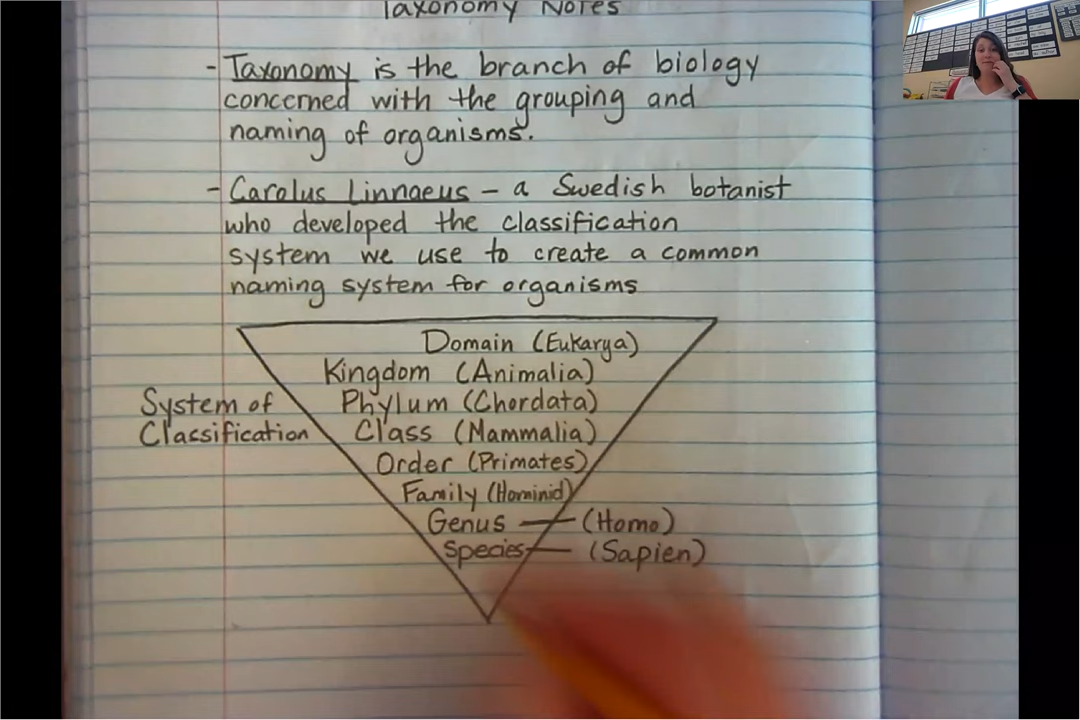 Taxonomy Notes
- Taxonomy is the branch of biology
concerned with the grouping and
naming of organisms.
- Carolus Linnaeus - a Swedish botanist
who developed the classification
system we use to create a common
naming system for organisms
Domain (Eukarya)
Kingdom (Animalia)
System of
Classification
Phylum (Chordata)
Class (Mammalia)
Order (Primates)
Family (Hominid)
Genus — (Homo)
Species — (Sapien)